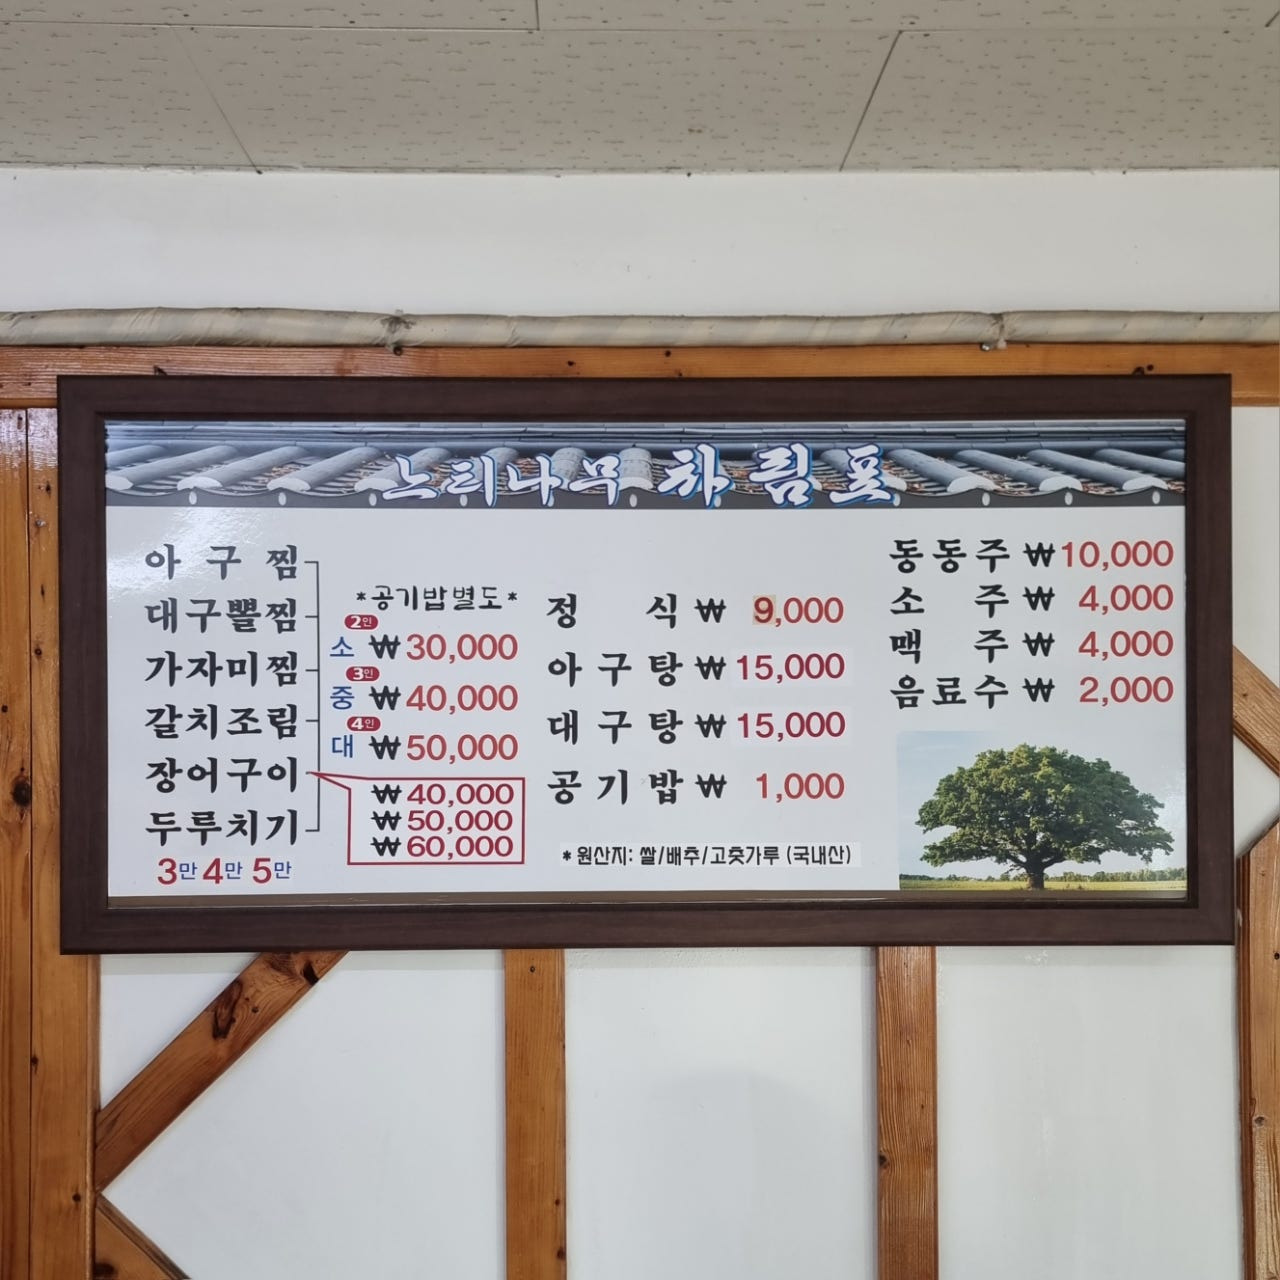 느티나무 차림표
아구찜
대구뽈찜
가자미찜
갈치조림
장어구이
두루치기
3만 4만 5만
*공기밥별도*
2인
소 ₩30,000
3인
중 ₩40,000
4인
대 ₩50,000
₩40,000
₩50,000
₩60,000
정식 ₩ 9,000
아구탕 ₩15,000
대구탕 ₩15,000
공기밥 ₩ 1,000
*원산지: 쌀/배추/고춧가루 (국내산)
동동주 ₩10,000
소주 ₩ 4,000
맥주 ₩ 4,000
음료수 ₩ 2,000